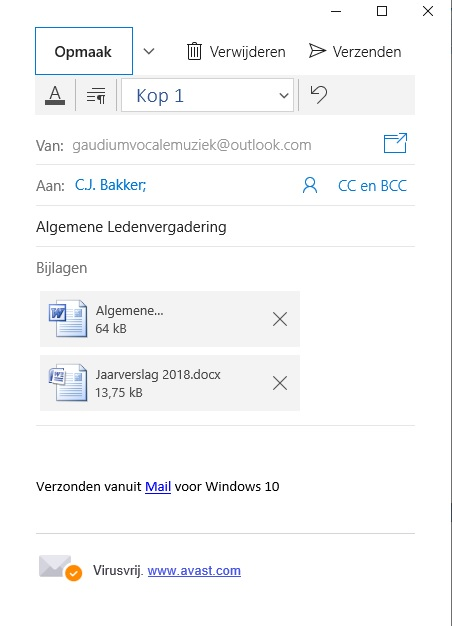 Opmaak Verwijderen Verzenden
A Kop 1
Van: gaudiumvocalemuziek@outlook.com
Aan: C.J. Bakker; CC en BCC
Algemene Ledenvergadering
Bijlagen
Algemene...
64 kB
Jaarverslag 2018.docx
13,75 kB
Verzonden vanuit Mail voor Windows 10
Virusvrij. www.avast.com